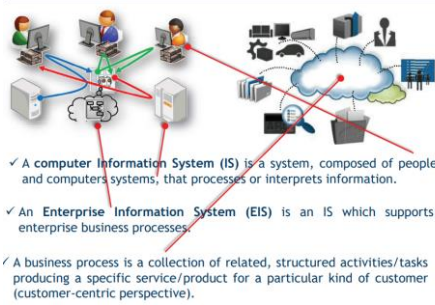 ✓ A computer Information System (IS) is a system, composed of people
and computers systems, that processes or interprets information.
✓ An Enterprise Information System (EIS) is an IS which supports
enterprise business processes.
✓ A business process is a collection of related, structured activities/tasks
producing a specific service/product for a particular kind of customer
(customer-centric perspective).